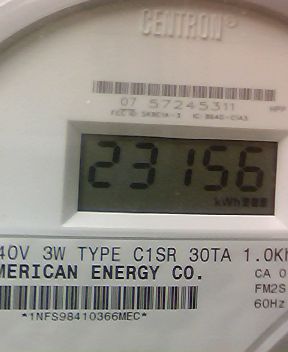 CENTRON
07 57245311
23156
kWh
40V 3W TYPE C1SR 30TA 1.0Kh
MERICAN ENERGY CO.
CA 0
FM2S
60Hz
*1NFS98410366MEC*